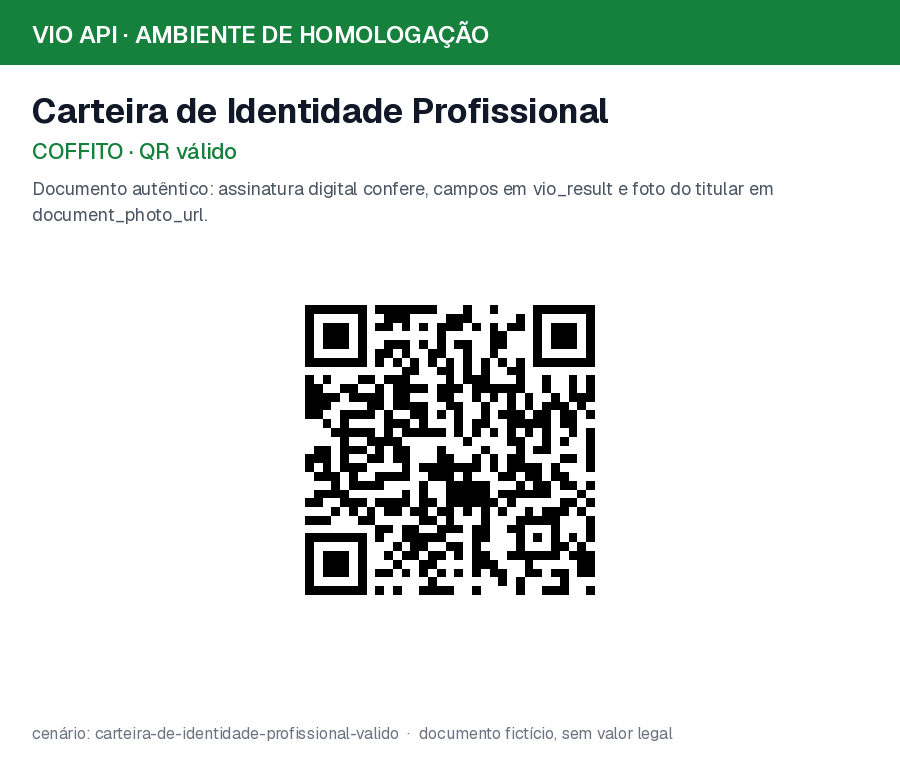 VIO API · AMBIENTE DE HOMOLOGAÇÃO
Carteira de Identidade Profissional
COFFITO · QR válido
Documento autêntico: assinatura digital confere, campos em vio_result e foto do titular em
document_photo_url.
cenário: carteira-de-identidade-profissional-valido · documento fictício, sem valor legal